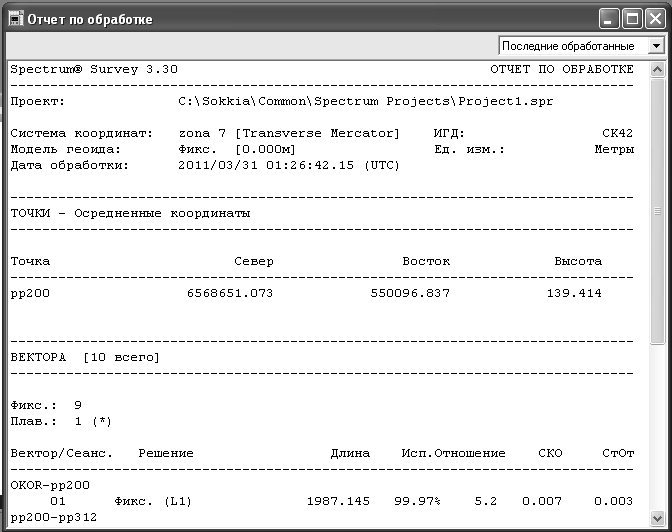 Отчет по обработке
Последние обработанные
Spectrum® Survey 3.30 ОТЧЕТ ПО ОБРАБОТКЕ
Проект: C:\Sokkia\Common\Spectrum Projects\Project1.spr
Система координат: zona 7 [Transverse Mercator] ИГД: СК42
Модель геоида: Фикс. [0.000м] Ед. изм.: Метры
Дата обработки: 2011/03/31 01:26:42.15 (UTC)
ТОЧКИ - Осредненные координаты
Точка Север Восток Высота
pp200 6568651.073 550096.837 139.414
ВЕКТОРА [10 всего]
Фикс.: 9
Плав.: 1 (*)
Вектор/Сеанс. Решение Длина Исп.Отношение СКО СтОт
OKOR-pp200
01 Фикс. (L1) 1987.145 99.97% 5.2 0.007 0.003
pp200-pp312